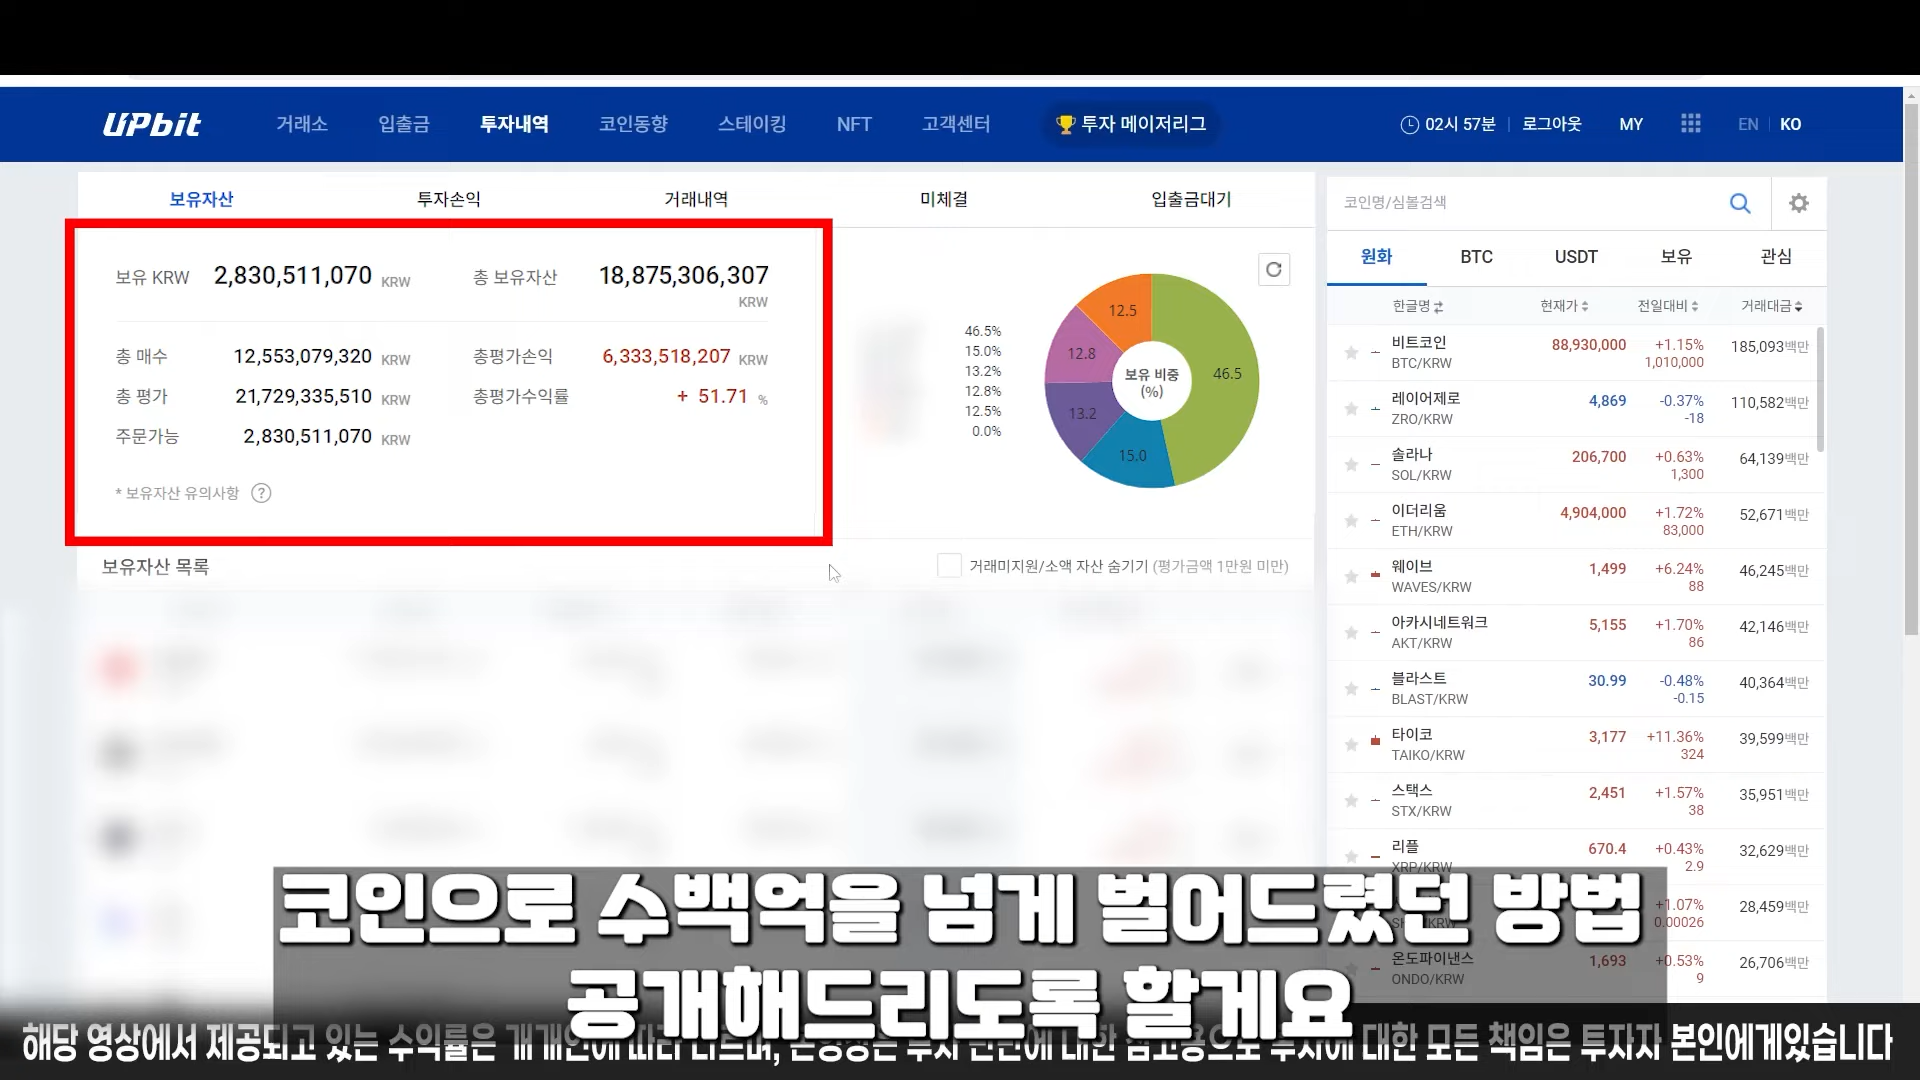 UPbit 거래소 입출금 투자내역 코인동향 스테이킹 NFT 고객센터 투자 메이저리그 02시 57분 로그아웃 MY EN KO
보유자산 투자손익 거래내역 미체결 입출금대기
보유 KRW 2,830,511,070 KRW 총 보유자산 18,875,306,307 KRW
총 매수 12,553,079,320 KRW 총평가손익 6,333,518,207 KRW
총 평가 21,729,335,510 KRW 총평가수익률 + 51.71 %
주문가능 2,830,511,070 KRW
* 보유자산 유의사항 ?
46.5%
15.0%
13.2%
12.8%
12.5%
0.0%
보유 비중
(%)
46.5
15.0
13.2
12.8
12.5
보유자산 목록 거래미지원/소액 자산 숨기기 (평가금액 1만원 미만)
코인명/심볼검색
원화 BTC USDT 보유 관심
한글명 현재가 전일대비 거래대금
비트코인 88,930,000 +1.15% 185,093백만
BTC/KRW 1,010,000
레이어제로 4,869 -0.37% 110,582백만
ZRO/KRW -18
솔라나 206,700 +0.63% 64,139백만
SOL/KRW 1,300
이더리움 4,904,000 +1.72% 52,671백만
ETH/KRW 83,000
웨이브 1,499 +6.24% 46,245백만
WAVES/KRW 88
아카시네트워크 5,155 +1.70% 42,146백만
AKT/KRW 86
블라스트 30.99 -0.48% 40,364백만
BLAST/KRW -0.15
타이코 3,177 +11.36% 39,599백만
TAIKO/KRW 324
스택스 2,451 +1.57% 35,951백만
STX/KRW 38
리플 670.4 +0.43% 32,629백만
XRP/KRW 2.9
+1.07% 28,459백만
0.00026
온도파이낸스 1,693 +0.53% 26,706백만
ONDO/KRW 9
코인으로 수백억을 넘게 벌어드렸던 방법
공개해드리도록 할게요
해당 영상에서 제공되고 있는 수익률은 대한 모든 책임은 투자자 본인에게있습니다